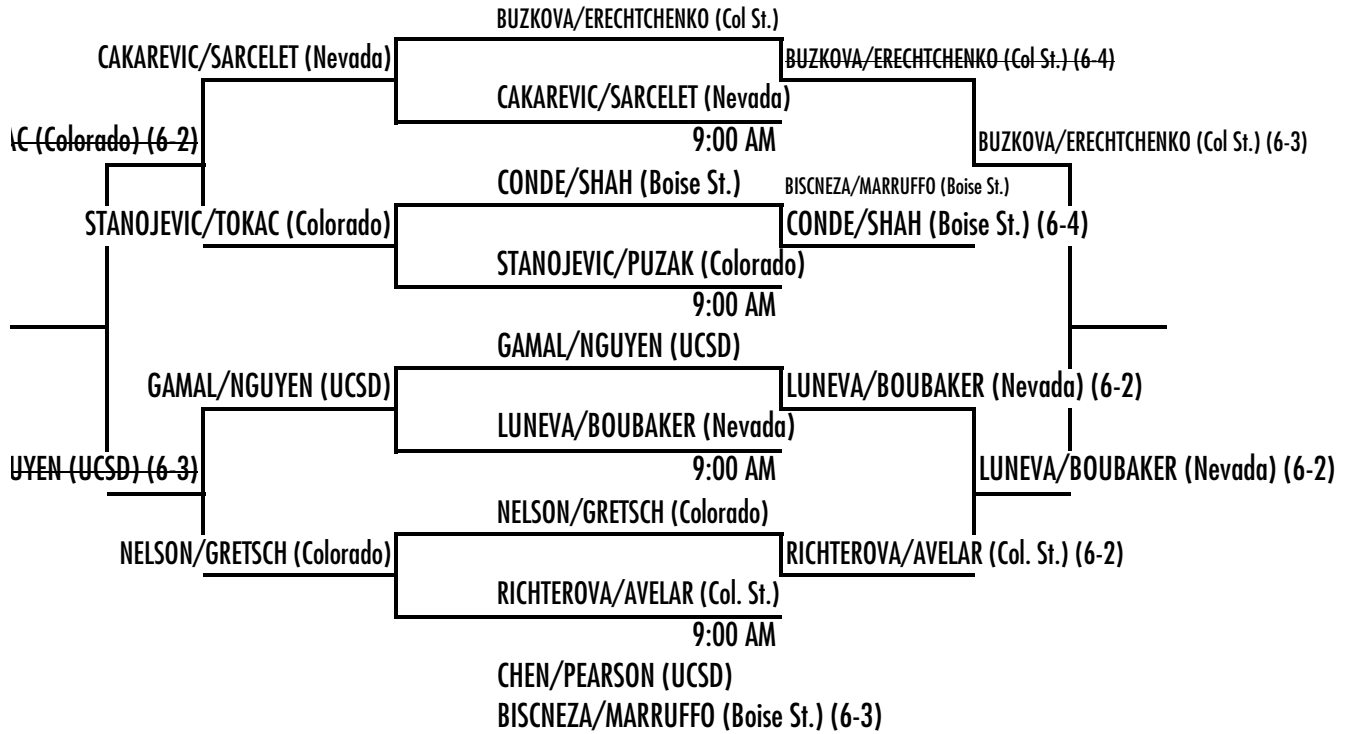 BUZKOVA/ERECHTCHENKO (Col St.)
CAKAREVIC/SARCELET (Nevada)
BUZKOVA/ERECHTCHENKO (Col St.) (6-4)
CAKAREVIC/SARCELET (Nevada)
(Colorado) (6-2)
9:00 AM
BUZKOVA/ERECHTCHENKO (Col St.) (6-3)
CONDE/SHAH (Boise St.)
BISCNEZA/MARRUFFO (Boise St.)
STANOJEVIC/TOKAC (Colorado)
CONDE/SHAH (Boise St.) (6-4)
STANOJEVIC/PUZAK (Colorado)
9:00 AM
GAMAL/NGUYEN (UCSD)
GAMAL/NGUYEN (UCSD)
LUNEVA/BOUBAKER (Nevada) (6-2)
LUNEVA/BOUBAKER (Nevada)
UYEN (UCSD) (6-3)
9:00 AM
LUNEVA/BOUBAKER (Nevada) (6-2)
NELSON/GRETSCH (Colorado)
NELSON/GRETSCH (Colorado)
RICHTEROVA/AVELAR (Col. St.) (6-2)
RICHTEROVA/AVELAR (Col. St.)
9:00 AM
CHEN/PEARSON (UCSD)
BISCNEZA/MARRUFFO (Boise St.) (6-3)